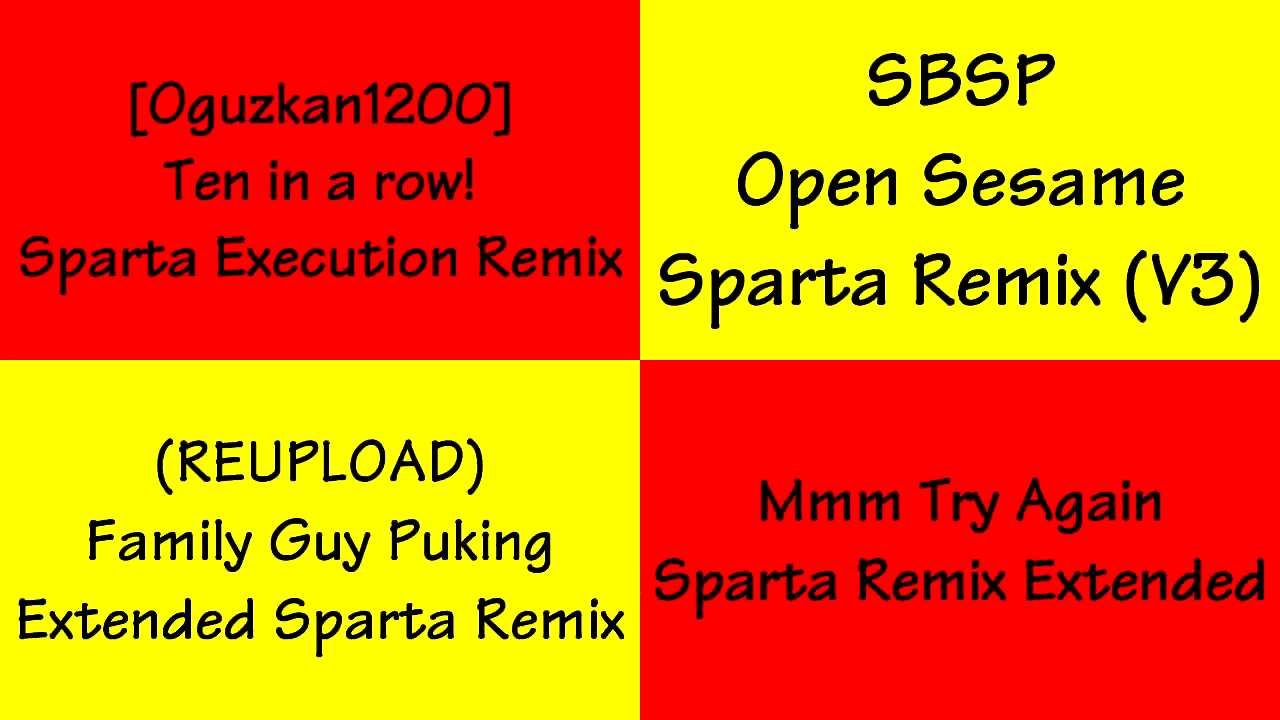 [Oguzkan1200]
Ten in a row!
Sparta Execution Remix
SBSP
Open Sesame
Sparta Remix (V3)
(REUPLOAD)
Family Guy Puking
Extended Sparta Remix
Mmm Try Again
Sparta Remix Extended